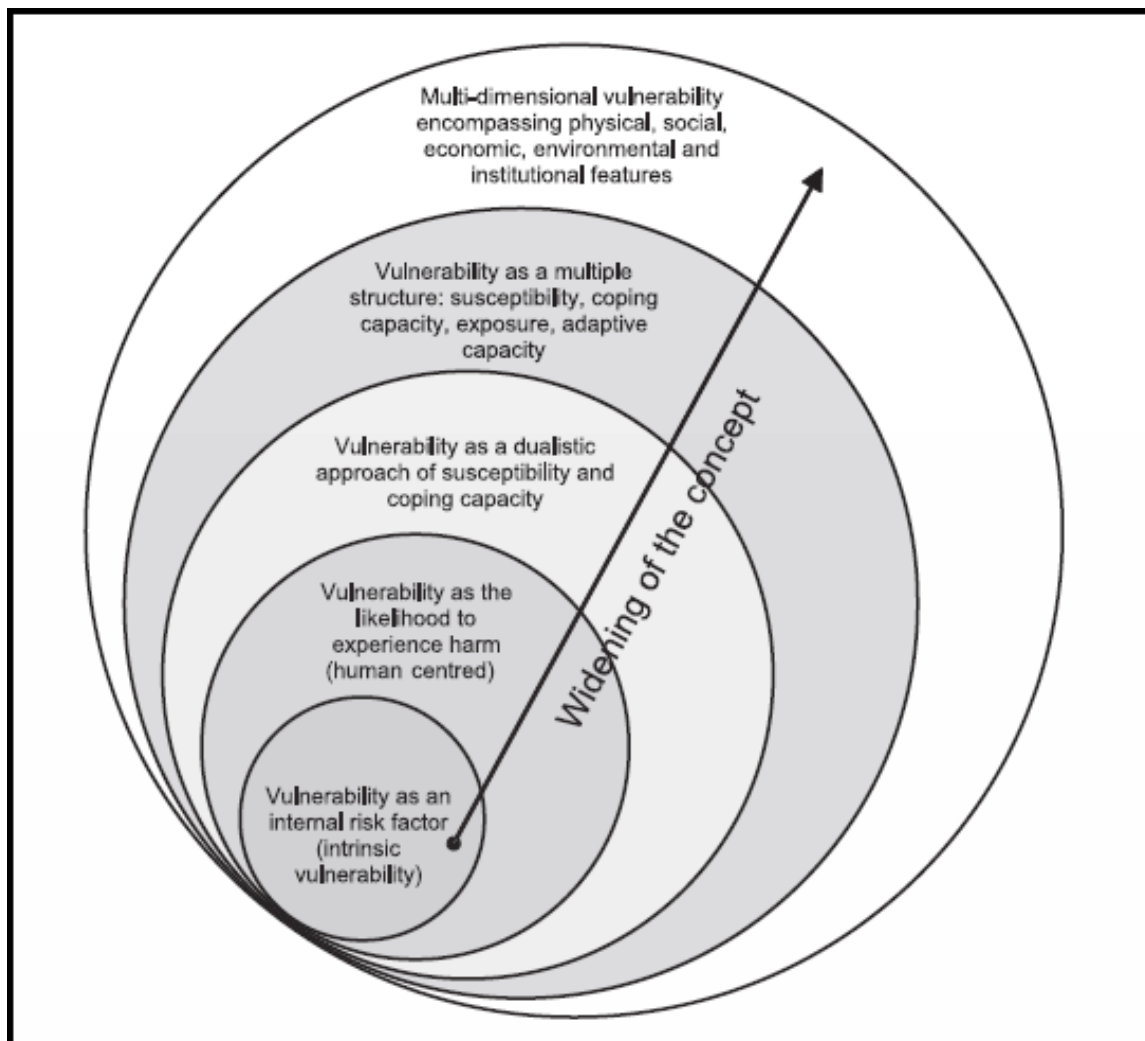 Multi-dimensional vulnerability
encompassing physical, social,
economic, environmental and
institutional features
Vulnerability as a multiple
structure: susceptibility, coping
capacity, exposure, adaptive
capacity
Vulnerability as a dualistic
approach of susceptibility and
coping capacity
Vulnerability as the
likelihood to
experience harm
(human centred)
Vulnerability as an
internal risk factor
(intrinsic
vulnerability)
Widening of the concept